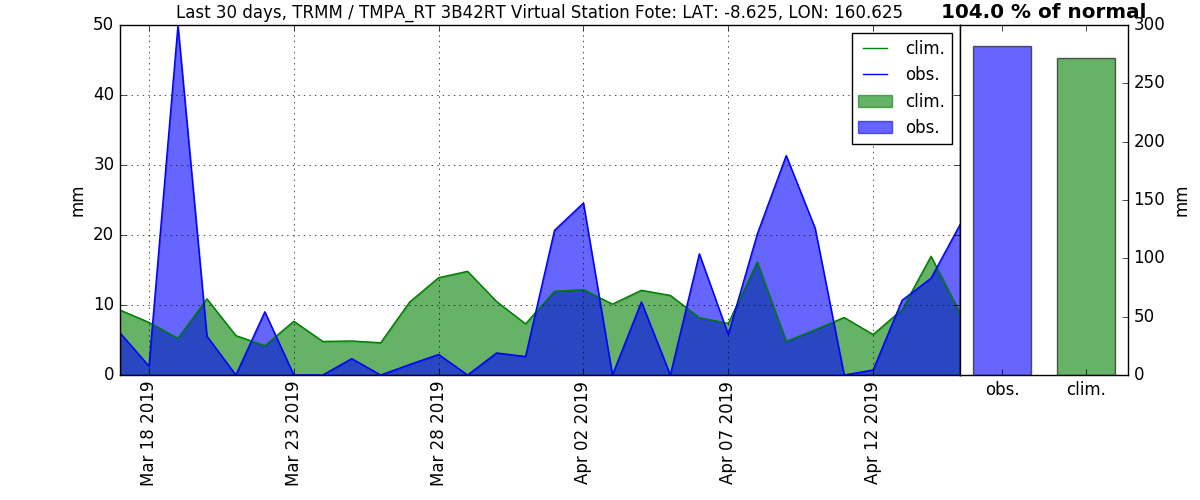 Last 30 days, TRMM / TMPA_RT 3B42RT Virtual Station Fote: LAT: -8.625, LON: 160.625
104.0 % of normal
50
40
30
20
10
0
mm
clim.
obs.
clim.
obs.
300
250
200
150
100
50
0
mm
Mar 18 2019
Mar 23 2019
Mar 28 2019
Apr 02 2019
Apr 07 2019
Apr 12 2019
obs.
clim.